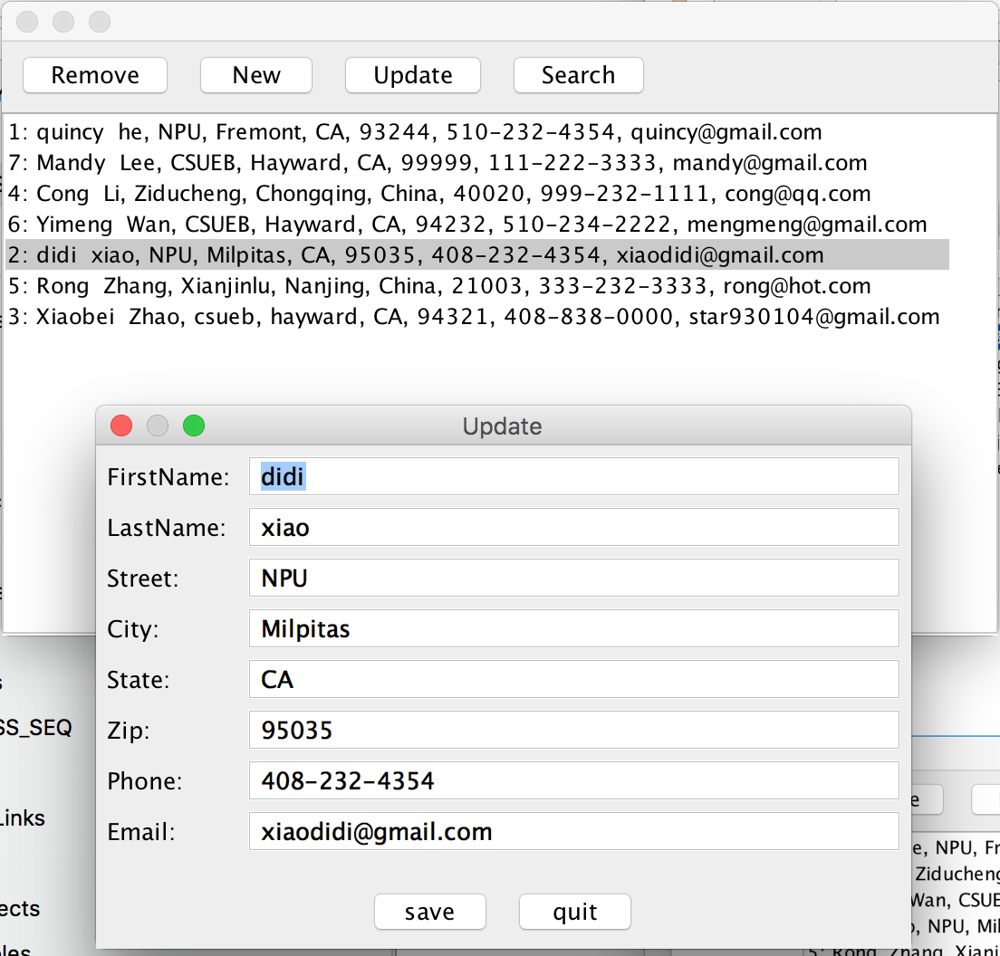 Remove New Update Search
1: quincy  he, NPU, Fremont, CA, 93244, 510-232-4354, quincy@gmail.com
7: Mandy  Lee, CSUEB, Hayward, CA, 99999, 111-222-3333, mandy@gmail.com
4: Cong  Li, Ziducheng, Chongqing, China, 40020, 999-232-1111, cong@qq.com
6: Yimeng  Wan, CSUEB, Hayward, CA, 94232, 510-234-2222, mengmeng@gmail.com
2: didi  xiao, NPU, Milpitas, CA, 95035, 408-232-4354, xiaodidi@gmail.com
5: Rong  Zhang, Xianjinlu, Nanjing, China, 21003, 333-232-3333, rong@hot.com
3: Xiaobei  Zhao, csueb, hayward, CA, 94321, 408-838-0000, star930104@gmail.com
Update
FirstName: didi
LastName: xiao
Street: NPU
City: Milpitas
State: CA
Zip: 95035
Phone: 408-232-4354
Email: xiaodidi@gmail.com
save quit
SS_SEQ
Links
ects
e, NPU, Fr
Ziducheng
Wan, CSUE
, NPU, Mil
5: Rong Zhang, Xianj